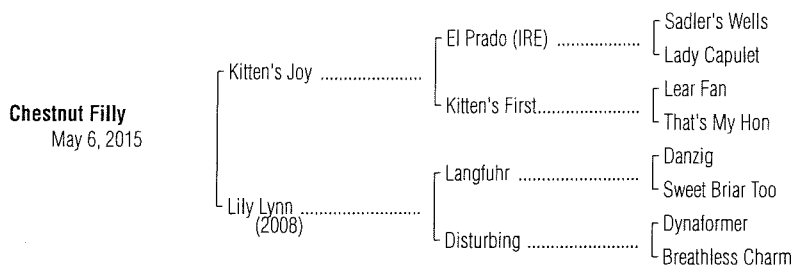 Chestnut Filly
May 6, 2015
Kitten's Joy ....................
El Prado (IRE) ................
Sadler's Wells
Lady Capulet
Kitten's First....................
Lear Fan
That's My Hon
Lily Lynn ........................
(2008)
Langfuhr ........................
Danzig
Sweet Briar Too
Disturbing ......................
Dynaformer
Breathless Charm